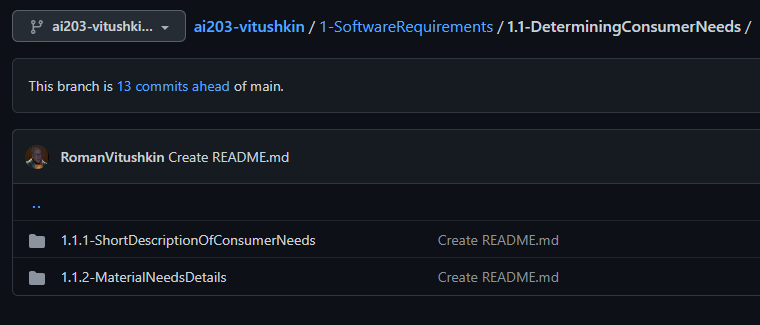 ai203-vitushki... ai203-vitushkin / 1-SoftwareRequirements / 1.1-DeterminingConsumerNeeds /
This branch is 13 commits ahead of main.
RomanVitushkin Create README.md
..
1.1.1-ShortDescriptionOfConsumerNeeds Create README.md
1.1.2-MaterialNeedsDetails Create README.md